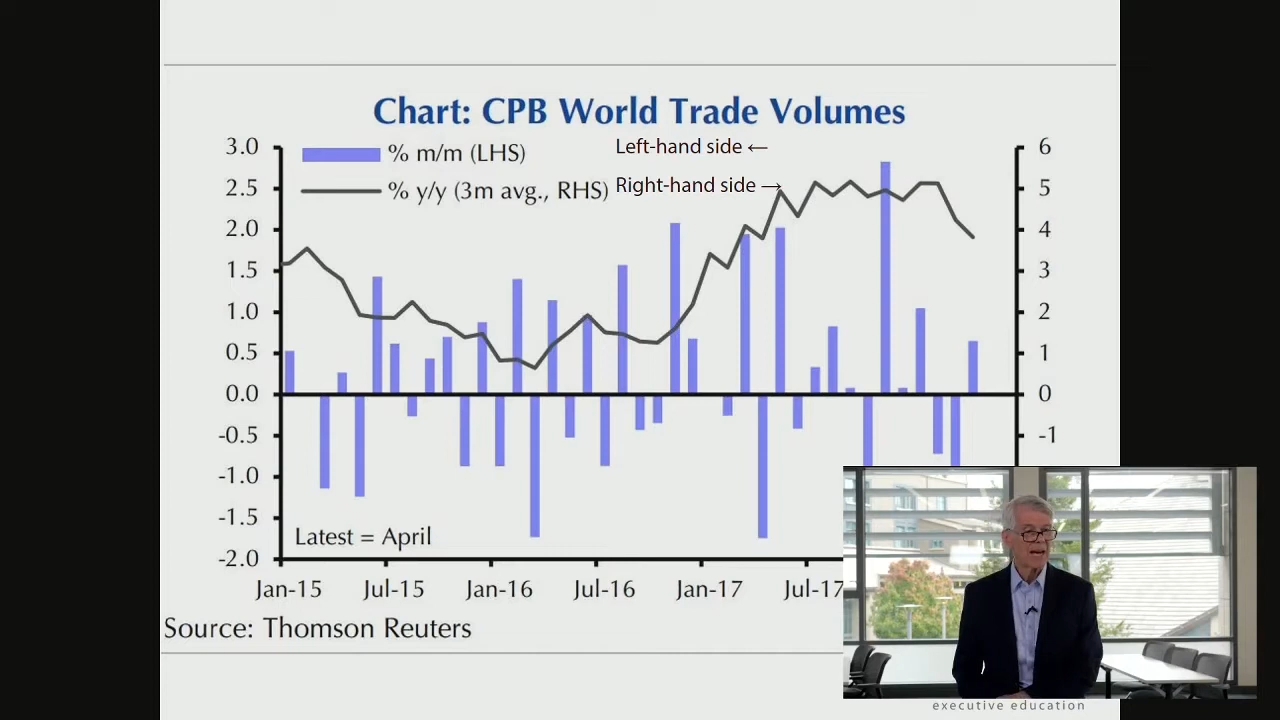 Chart: CPB World Trade Volumes
3.0
2.5
2.0
1.5
1.0
0.5
0.0
-0.5
-1.0
-1.5
-2.0
% m/m (LHS)
Left-hand side ←
% y/y (3m avg., RHS)
Right-hand side →
6
5
4
3
2
1
0
-1
Latest = April
Jan-15 Jul-15 Jan-16 Jul-16 Jan-17 Jul-17
Source: Thomson Reuters
executive education